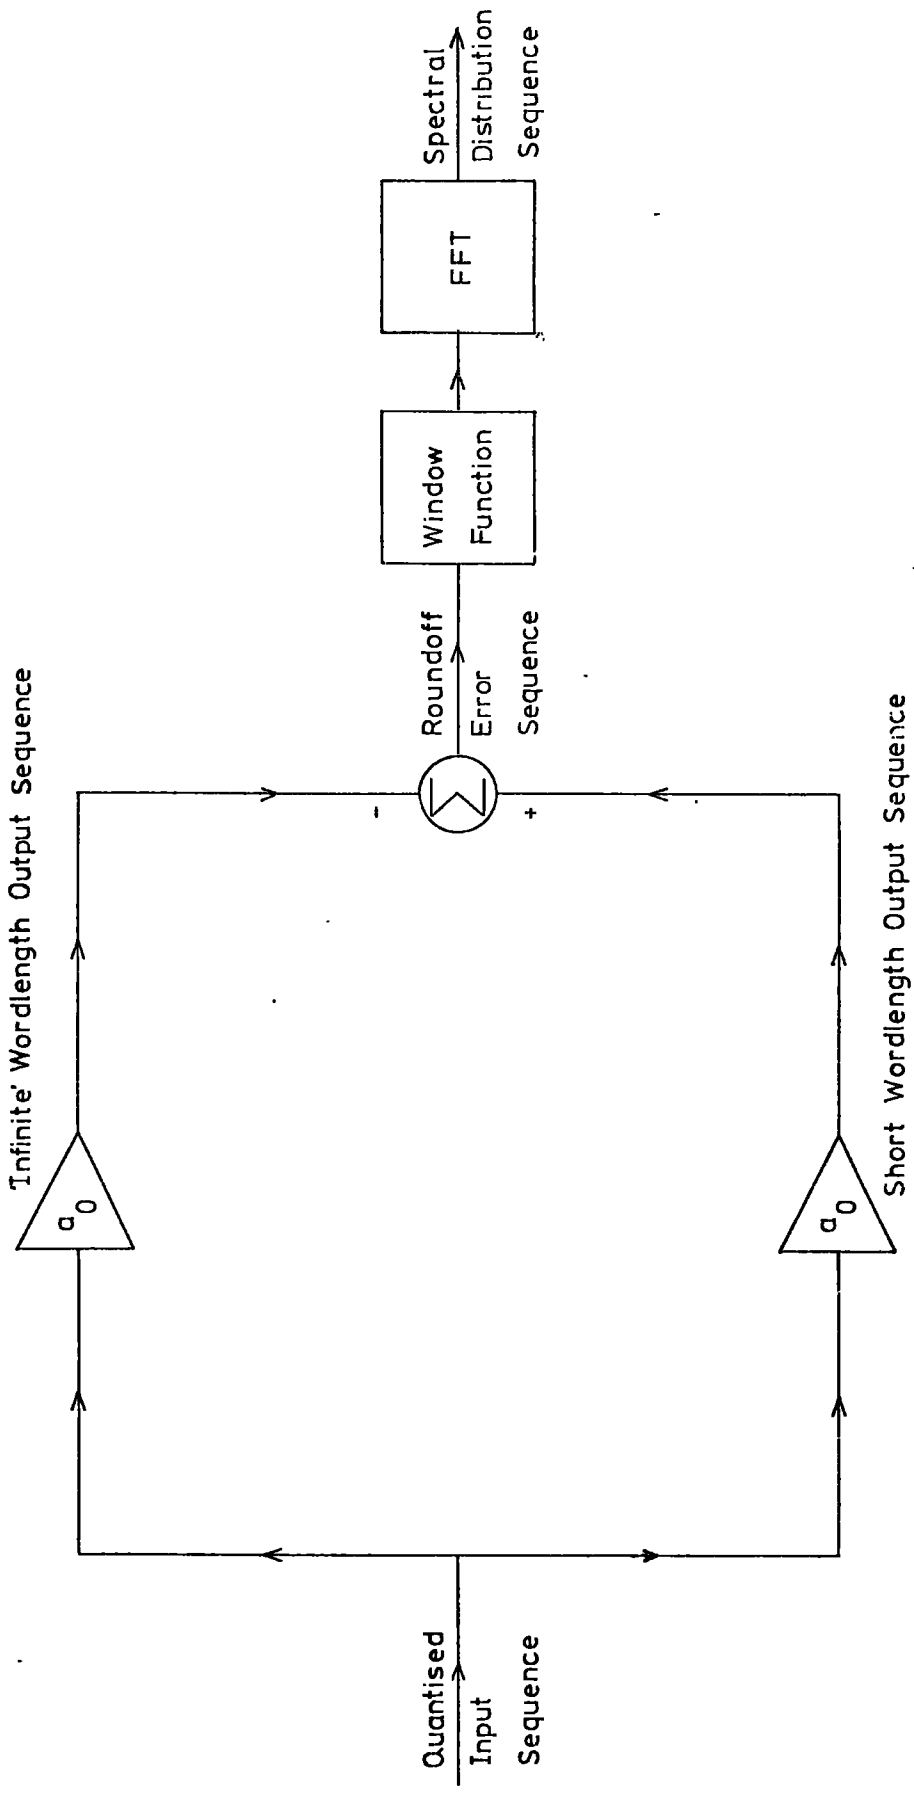 'Infinite' Wordlength Output Sequence
a0
Quantised
Input
Sequence
-
Σ
+
Roundoff
Error
Sequence
Window
Function
FFT
Spectral
Distribution
Sequence
a0
Short Wordlength Output Sequence